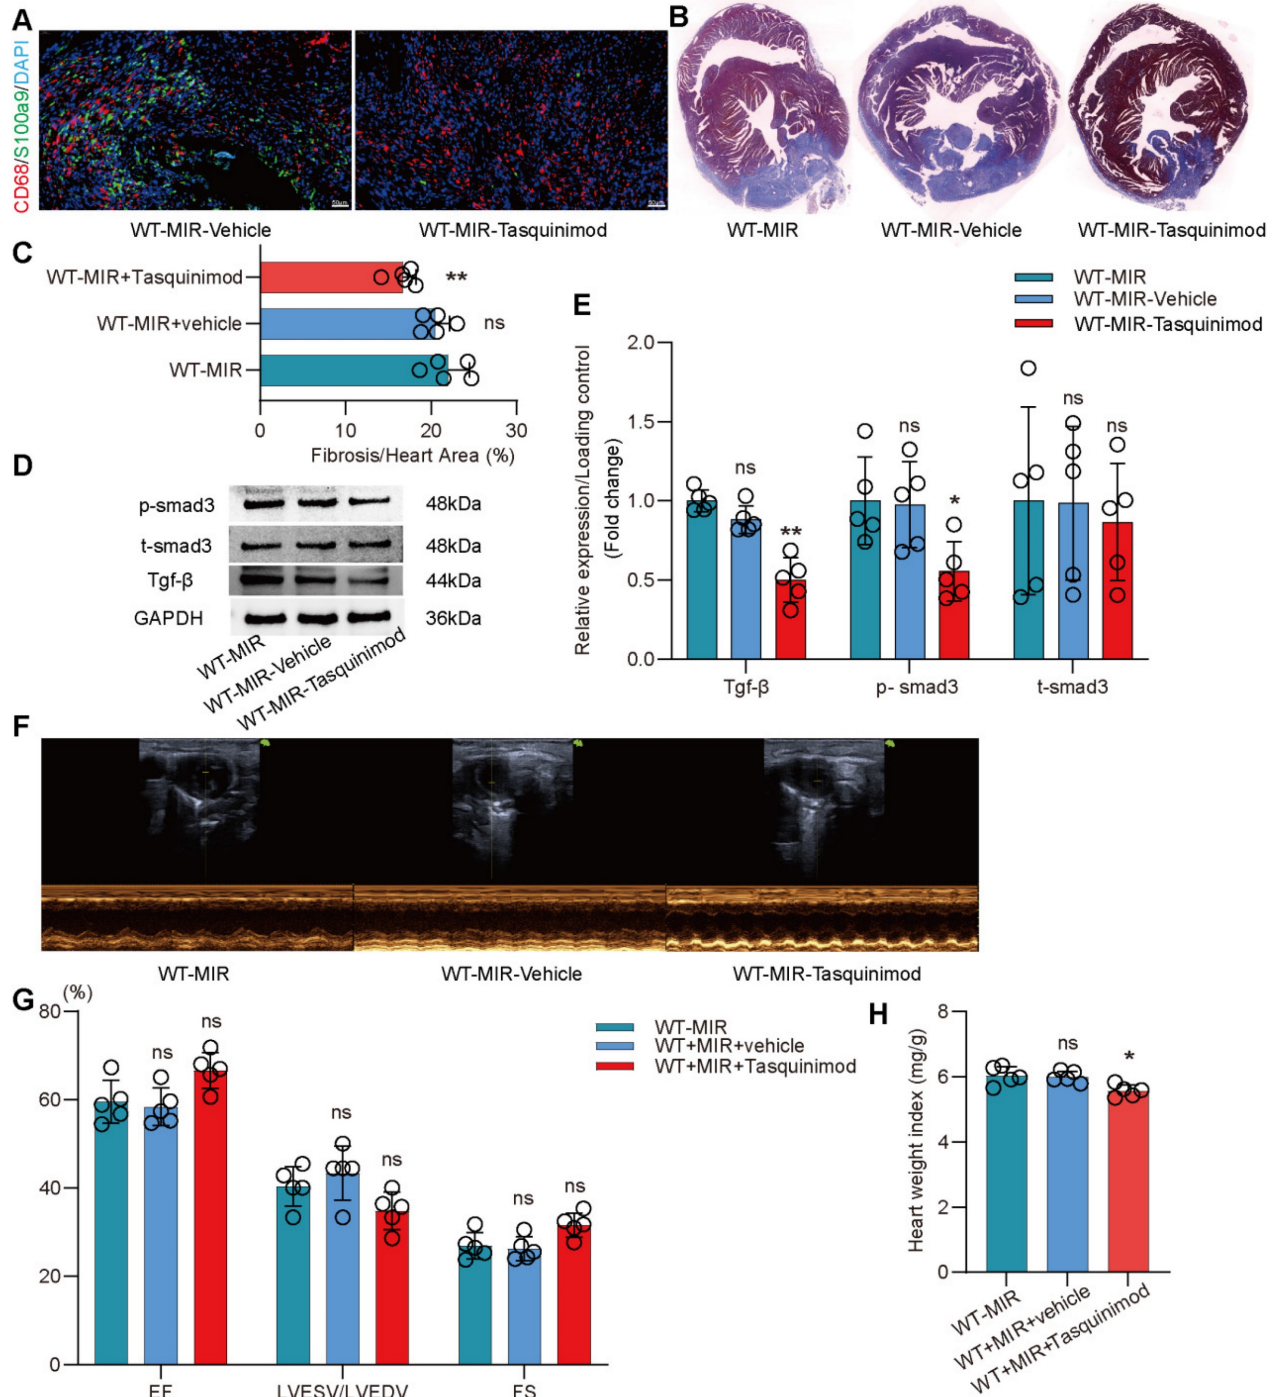 A
B
CD68/S100a9/DAPI
50μm
50μm
WT-MIR-Vehicle
WT-MIR-Tasquinimod
WT-MIR
WT-MIR-Vehicle
WT-MIR-Tasquinimod
C
WT-MIR+Tasquinimod
**
WT-MIR+vehicle
ns
WT-MIR
0
10
20
30
Fibrosis/Heart Area (%)
D
p-smad3
48kDa
t-smad3
48kDa
Tgf-β
44kDa
GAPDH
36kDa
WT-MIR
WT-MIR-Vehicle
WT-MIR-Tasquinimod
E
WT-MIR
WT-MIR-Vehicle
WT-MIR-Tasquinimod
Relative expression/Loading control
(Fold change)
2.0
1.5
1.0
0.5
0.0
ns
**
ns
*
ns
ns
Tgf-β
p- smad3
t-smad3
F
WT-MIR
WT-MIR-Vehicle
WT-MIR-Tasquinimod
G
(%)
80
60
40
20
0
ns
ns
ns
ns
ns
ns
EF
LVESV/LVEDV
FS
WT-MIR
WT+MIR+vehicle
WT+MIR+Tasquinimod
H
Heart weight index (mg/g)
8
6
4
2
0
ns
*
WT-MIR
WT+MIR+vehicle
WT+MIR+Tasquinimod